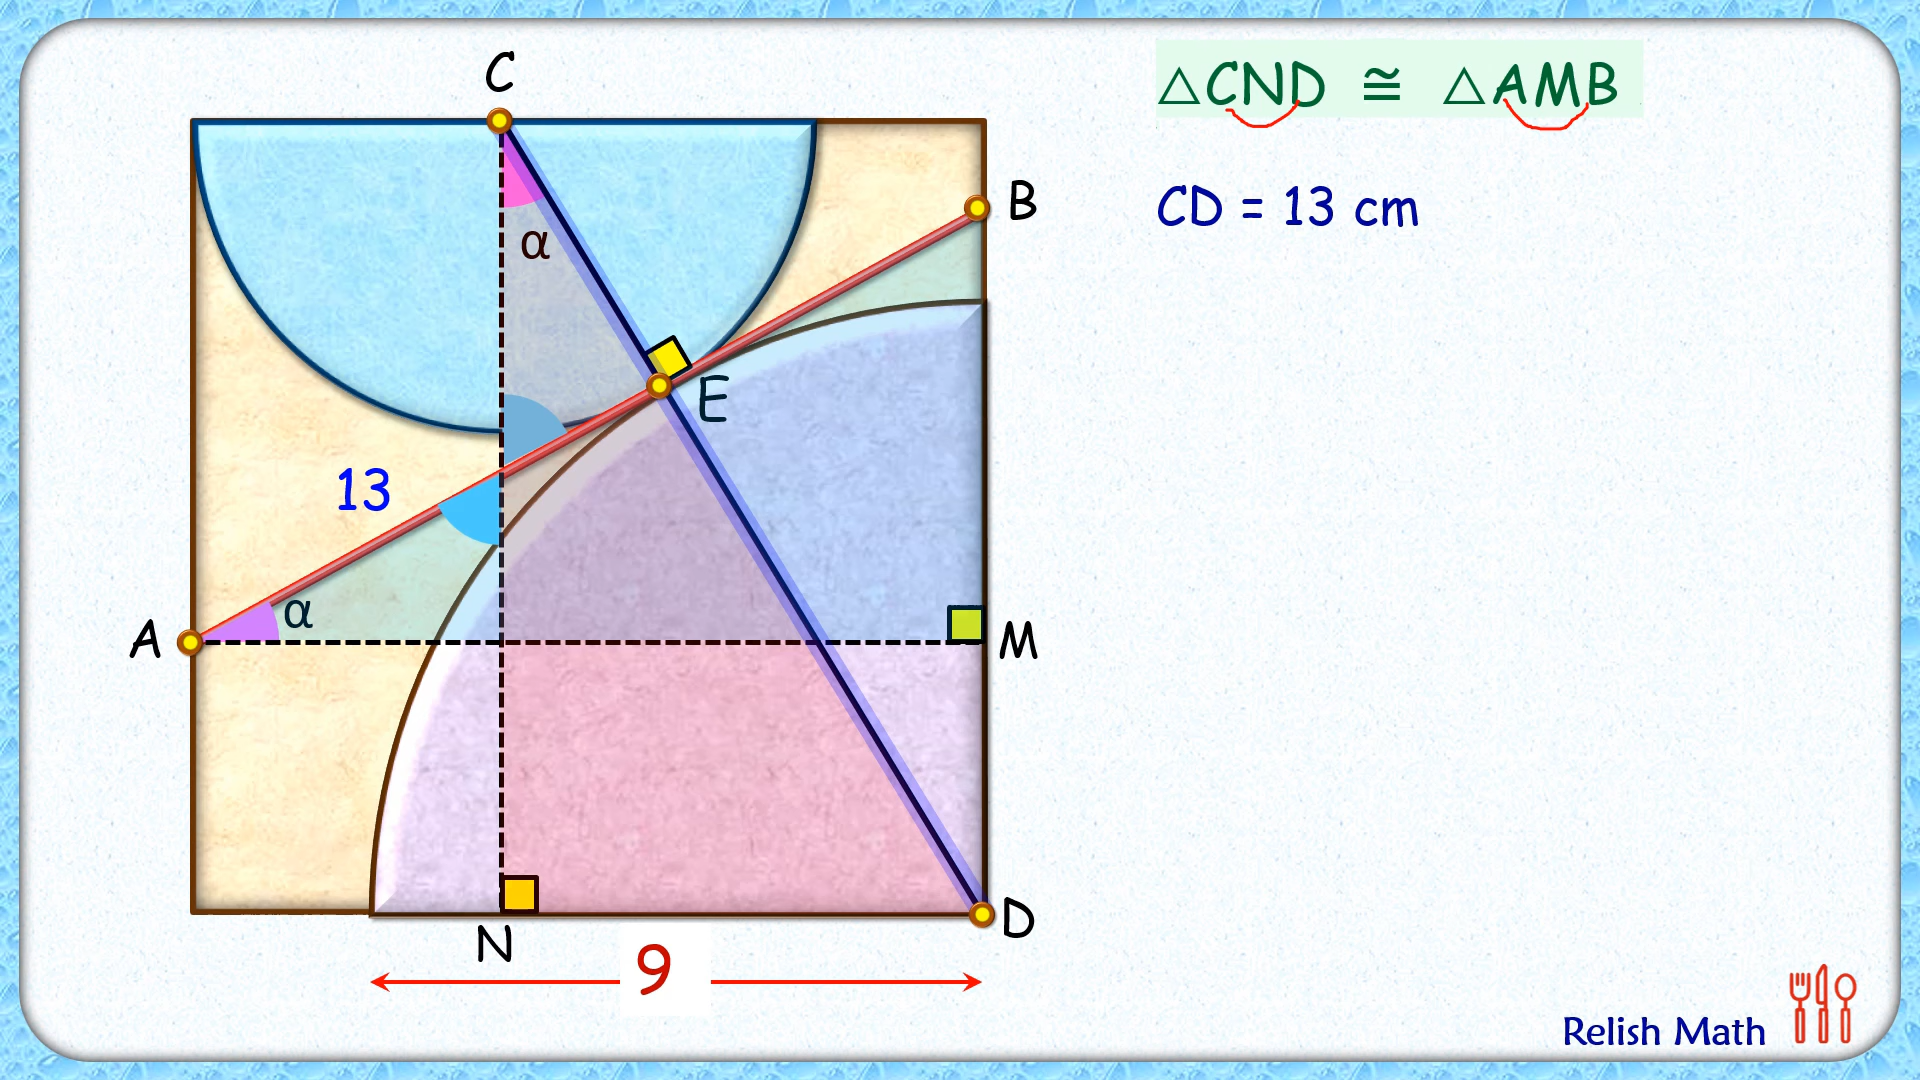 C
△CND ≅ △AMB
B
CD = 13 cm
α
E
13
α
A
M
N
D
9
Relish Math